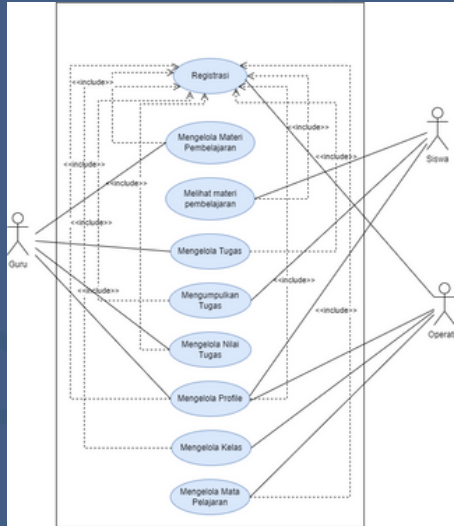 Registrasi
<<include>>
Mengelola Materi
Pembelajaran
<<include>>
Siswa
<<include>>
<<include>>
Melihat materi
pembelajaran
<<include>>
Guru
<<include>>
Mengelola Tugas
<<include>>
<<include>>
Mengumpulkan
Tugas
<<include>>
Operat
Mengelola Nilai
Tugas
Mengelola Profile
Mengelola Kelas
Mengelola Mata
Pelajaran